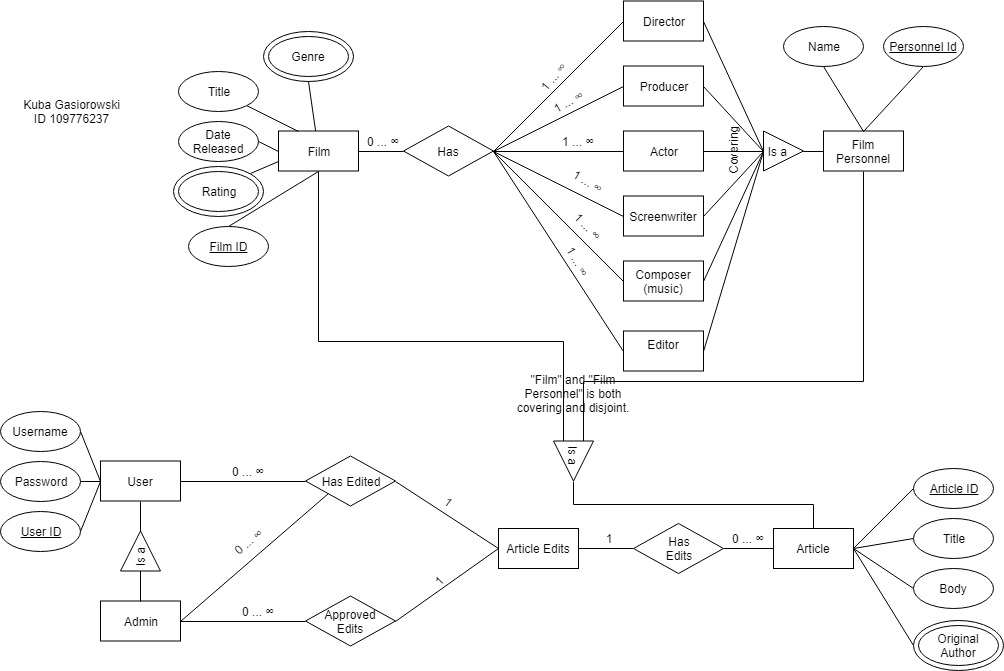 Director
Genre
Name
Personnel Id
1 ... ∞
Title
Producer
Kuba Gasiorowski
ID 109776237
1 ... ∞
Date
Released
Film
0 ... ∞
Has
1 ... ∞
Actor
Covering
Is a
Film
Personnel
Rating
1 ... ∞
Screenwriter
1 ... ∞
Film ID
1 ... ∞
Composer
(music)
Editor
"Film" and "Film
Personnel" is both
covering and disjoint.
Username
Is a
0 ... ∞
Password
User
Has Edited
Article ID
1
User ID
0 ... ∞
Title
Article Edits
1
Has
Edits
0 ... ∞
Article
Is a
1
Body
0 ... ∞
Admin
Approved
Edits
Original
Author